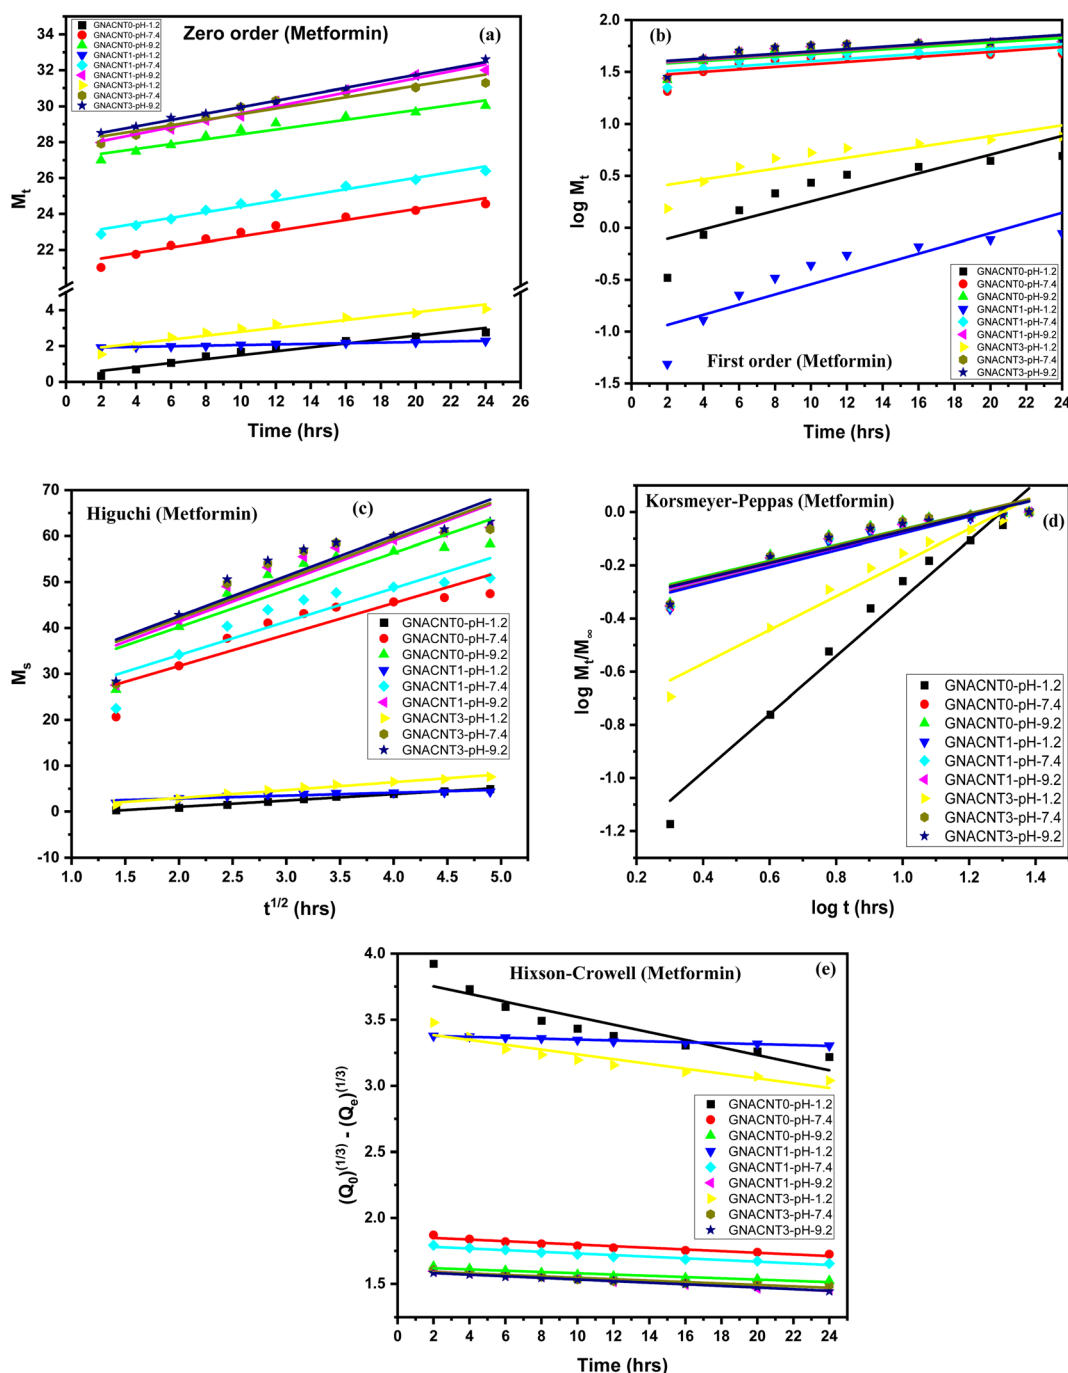 Zero order (Metformin)
(a)
GNACNT0-pH-1.2
GNACNT0-pH-7.4
GNACNT0-pH-9.2
GNACNT1-pH-1.2
GNACNT1-pH-7.4
GNACNT1-pH-9.2
GNACNT3-pH-1.2
GNACNT3-pH-7.4
GNACNT3-pH-9.2
34
32
30
28
26
24
22
4
2
0
M_t
0 2 4 6 8 10 12 14 16 18 20 22 24 26
Time (hrs)
(b)
2.0
1.5
1.0
0.5
0.0
-0.5
-1.0
-1.5
log M_t
GNACNT0-pH-1.2
GNACNT0-pH-7.4
GNACNT0-pH-9.2
GNACNT1-pH-1.2
GNACNT1-pH-7.4
GNACNT1-pH-9.2
GNACNT3-pH-1.2
GNACNT3-pH-7.4
GNACNT3-pH-9.2
First order (Metformin)
0 2 4 6 8 10 12 14 16 18 20 22 24
Time (hrs)
Higuchi (Metformin)
(c)
70
60
50
40
30
20
10
0
-10
M_s
GNACNT0-pH-1.2
GNACNT0-pH-7.4
GNACNT0-pH-9.2
GNACNT1-pH-1.2
GNACNT1-pH-7.4
GNACNT1-pH-9.2
GNACNT3-pH-1.2
GNACNT3-pH-7.4
GNACNT3-pH-9.2
1.0 1.5 2.0 2.5 3.0 3.5 4.0 4.5 5.0
t^1/2 (hrs)
Korsmeyer-Peppas (Metformin)
(d)
0.0
-0.2
-0.4
-0.6
-0.8
-1.0
-1.2
log M_t/M_∞
GNACNT0-pH-1.2
GNACNT0-pH-7.4
GNACNT0-pH-9.2
GNACNT1-pH-1.2
GNACNT1-pH-7.4
GNACNT1-pH-9.2
GNACNT3-pH-1.2
GNACNT3-pH-7.4
GNACNT3-pH-9.2
0.2 0.4 0.6 0.8 1.0 1.2 1.4
log t (hrs)
Hixson-Crowell (Metformin)
(e)
4.0
3.5
3.0
2.5
2.0
1.5
(Q_0)^(1/3) - (Q_e)^(1/3)
GNACNT0-pH-1.2
GNACNT0-pH-7.4
GNACNT0-pH-9.2
GNACNT1-pH-1.2
GNACNT1-pH-7.4
GNACNT1-pH-9.2
GNACNT3-pH-1.2
GNACNT3-pH-7.4
GNACNT3-pH-9.2
0 2 4 6 8 10 12 14 16 18 20 22 24
Time (hrs)